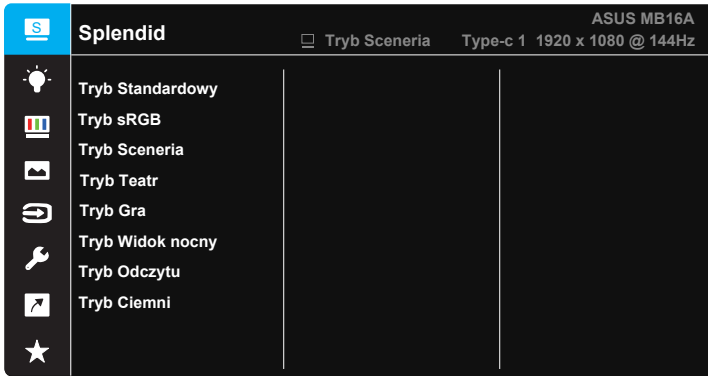 S
Splendid
ASUS MB16A
Tryb Sceneria Type-c 1 1920 x 1080 @ 144Hz
Tryb Standardowy
Tryb sRGB
Tryb Sceneria
Tryb Teatr
Tryb Gra
Tryb Widok nocny
Tryb Odczytu
Tryb Ciemni